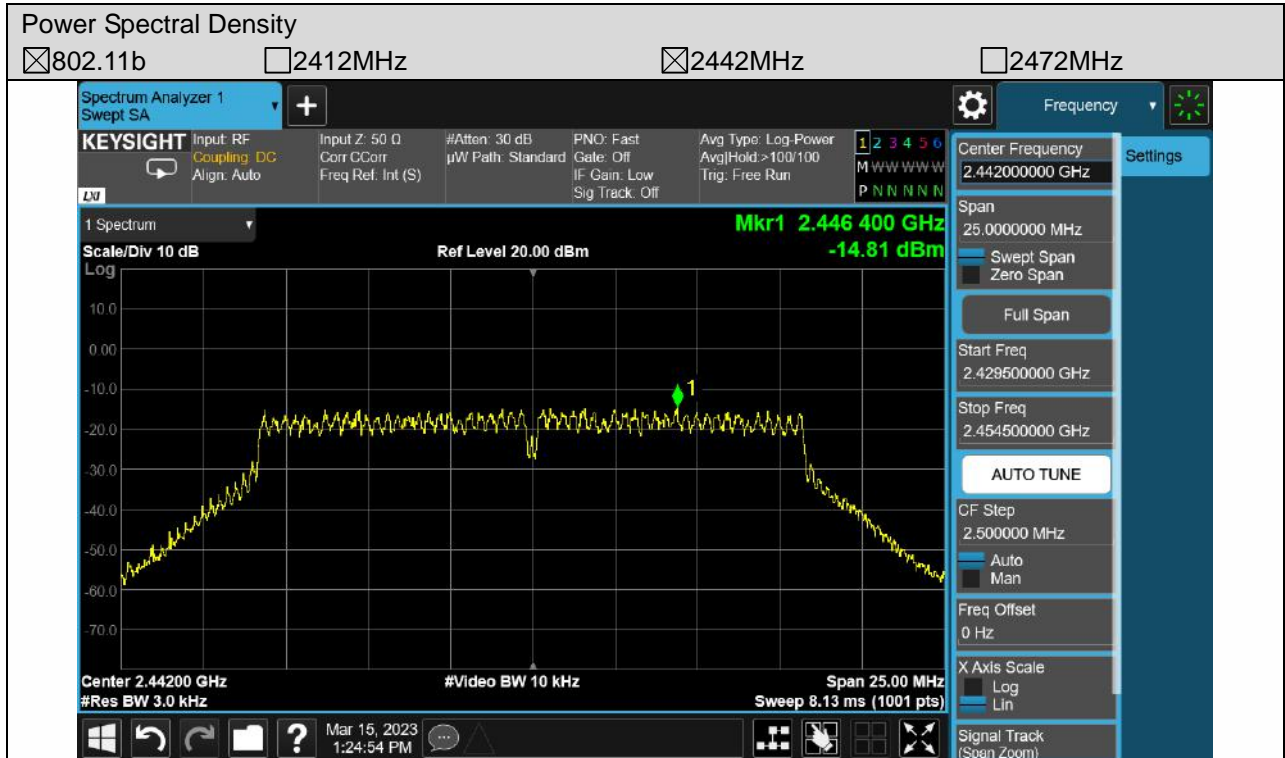 Power Spectral Density
☒802.11b ☐2412MHz ☒2442MHz ☐2472MHz
Spectrum Analyzer 1
Swept SA
+
Frequency
KEYSIGHT
LXI
Input: RF
Coupling: DC
Align: Auto
Input Z: 50 Ω
Corr CCorr
Freq Ref: Int (S)
#Atten: 30 dB
µW Path: Standard
PNO: Fast
Gate: Off
IF Gain: Low
Sig Track: Off
Avg Type: Log-Power
Avg|Hold:>100/100
Trig: Free Run
1 2 3 4 5 6
M W W W W W
P N N N N N
1 Spectrum
Mkr1 2.446 400 GHz
Scale/Div 10 dB
Ref Level 20.00 dBm
-14.81 dBm
Log
10.0
0.00
-10.0
1
-20.0
-30.0
-40.0
-50.0
-60.0
-70.0
Center 2.44200 GHz
#Video BW 10 kHz
Span 25.00 MHz
#Res BW 3.0 kHz
Sweep 8.13 ms (1001 pts)
?
Mar 15, 2023
1:24:54 PM
Center Frequency
2.442000000 GHz
Settings
Span
25.0000000 MHz
Swept Span
Zero Span
Full Span
Start Freq
2.429500000 GHz
Stop Freq
2.454500000 GHz
AUTO TUNE
CF Step
2.500000 MHz
Auto
Man
Freq Offset
0 Hz
X Axis Scale
Log
Lin
Signal Track
(Span Zoom)